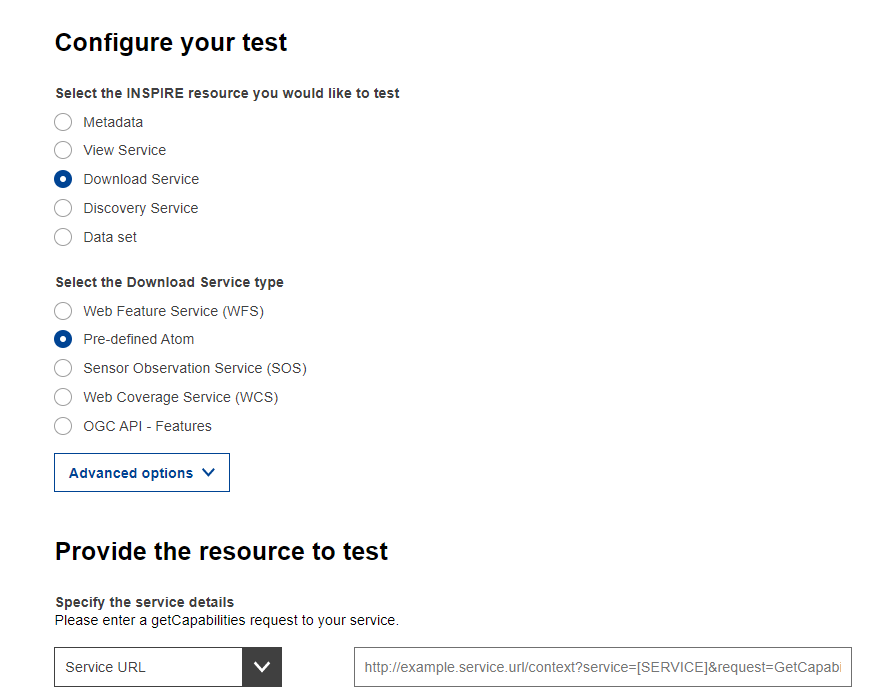 Configure your test
Select the INSPIRE resource you would like to test
Metadata
View Service
Download Service
Discovery Service
Data set
Select the Download Service type
Web Feature Service (WFS)
Pre-defined Atom
Sensor Observation Service (SOS)
Web Coverage Service (WCS)
OGC API - Features
Advanced options
Provide the resource to test
Specify the service details
Please enter a getCapabilities request to your service.
Service URL
http://example.service.url/context?service=[SERVICE]&request=GetCapabi